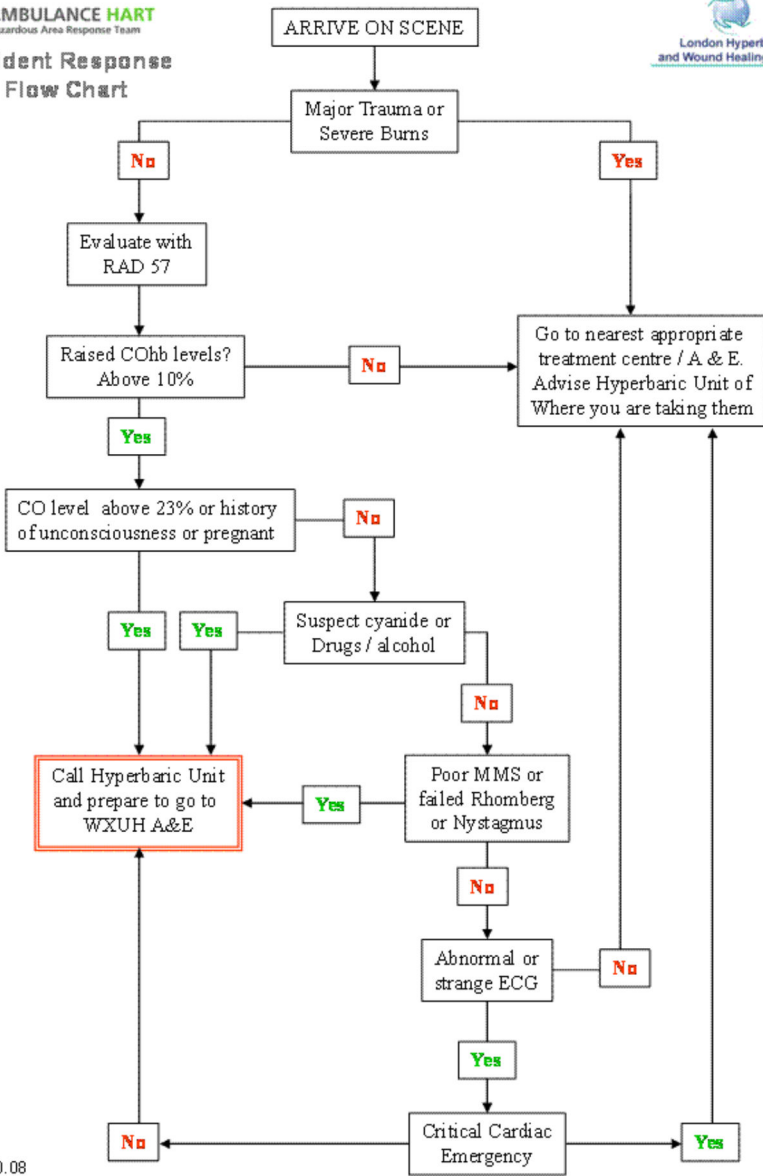 AMBULANCE HART
Hazardous Area Response Team
dent Response
Flow Chart
London Hyperb
and Wound Healing
ARRIVE ON SCENE
Major Trauma or
Severe Burns
No
Yes
Evaluate with
RAD 57
Raised COhb levels?
Above 10%
No
Go to nearest appropriate
treatment centre / A & E.
Advise Hyperbaric Unit of
Where you are taking them
Yes
CO level above 23% or history
of unconsciousness or pregnant
No
Yes
Yes
Suspect cyanide or
Drugs / alcohol
No
Call Hyperbaric Unit
and prepare to go to
WXUH A&E
Yes
Poor MMS or
failed Rhomberg
or Nystagmus
No
Abnormal or
strange ECG
No
Yes
No
Critical Cardiac
Emergency
Yes
0.08